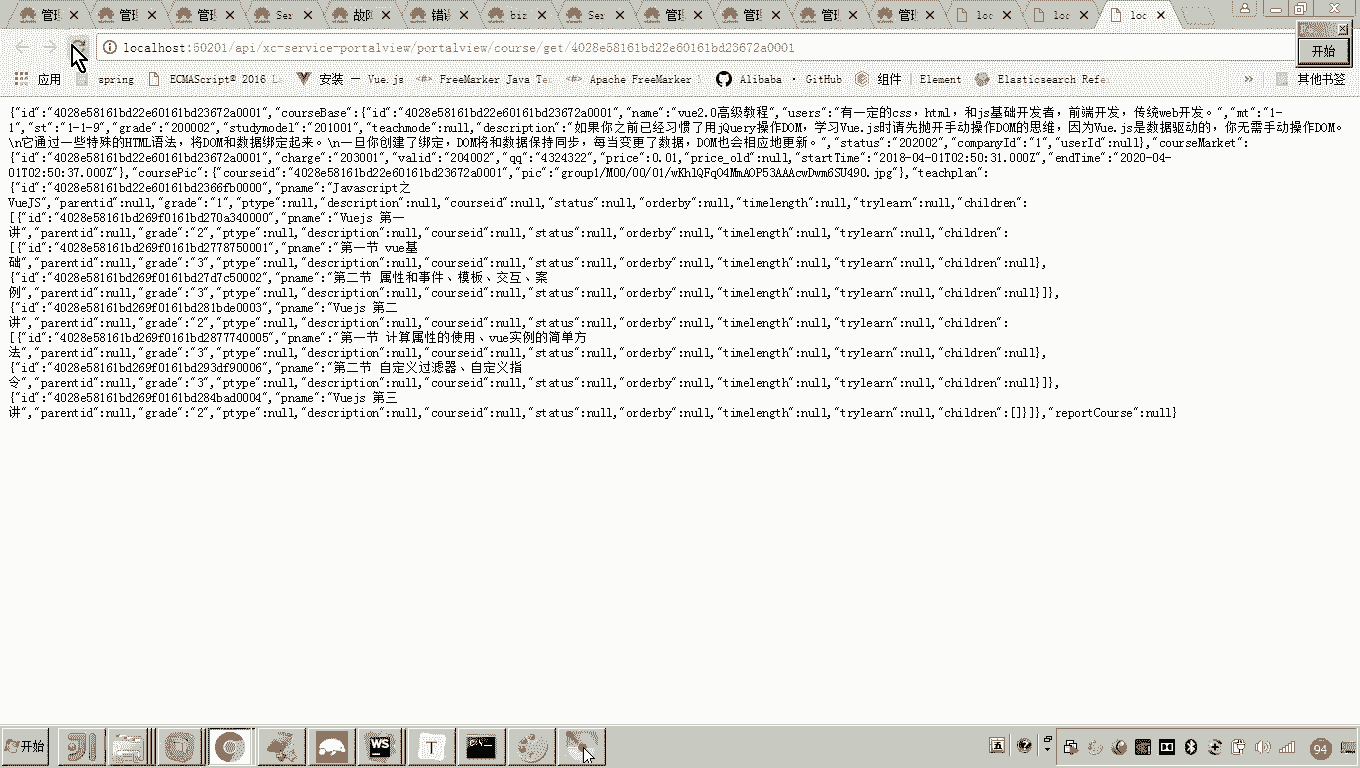 管理
管理
管理
Ser
故障
错误
biz
Ser
管理
管理
管理
管理
loc
loc
loc
localhost:50201/api/xc-service-portalview/portalview/course/get/4028e58161bd22e60161bd23672a0001
开始
应用
spring
ECMAScript® 2016 L
安装 — Vue.js
FreeMarker Java Te
Apache FreeMarker
Alibaba · GitHub
组件 | Element
Elasticsearch Refe
»
其他书签
{"id":"4028e58161bd22e60161bd23672a0001","courseBase":{"id":"4028e58161bd22e60161bd23672a0001","name":"vue2.0高级教程","users":"有一定的css，html，和js基础开发者，前端开发，传统web开发。","mt":"1-
1","st":"1-1-9","grade":"200002","studymodel":"201001","teachmode":null,"description":"如果你之前已经习惯了用jQuery操作DOM，学习Vue.js时请先抛开手动操作DOM的思维，因为Vue.js是数据驱动的，你无需手动操作DOM。
\n它通过一些特殊的HTML语法，将DOM和数据绑定起来。\n一旦你创建了绑定，DOM将和数据保持同步，每当变更了数据，DOM也会相应地更新。","status":"202002","companyId":"1","userId":null},"courseMarket":
{"id":"4028e58161bd22e60161bd23672a0001","charge":"203001","valid":"204002","qq":"4324322","price":0.01,"price_old":null,"startTime":"2018-04-01T02:50:31.000Z","endTime":"2020-04-
01T02:50:37.000Z"},"coursePic":{"courseid":"4028e58161bd22e60161bd23672a0001","pic":"group1/M00/00/01/wKhlQFqO4MmAOP53AAAcwDwm6SU490.jpg"},"teachplan":
{"id":"4028e58161bd22e60161bd2366fb0000","pname":"Javascript之
VueJS","parentid":null,"grade":"1","ptype":null,"description":null,"courseid":null,"status":null,"orderby":null,"timelength":null,"trylearn":null,"children":
[{"id":"4028e58161bd269f0161bd270a340000","pname":"Vuejs 第一
讲","parentid":null,"grade":"2","ptype":null,"description":null,"courseid":null,"status":null,"orderby":null,"timelength":null,"trylearn":null,"children":
[{"id":"4028e58161bd269f0161bd2778750001","pname":"第一节 vue基
础","parentid":null,"grade":"3","ptype":null,"description":null,"courseid":null,"status":null,"orderby":null,"timelength":null,"trylearn":null,"children":null},
{"id":"4028e58161bd269f0161bd27d7c50002","pname":"第二节 属性和事件、模板、交互、案
例","parentid":null,"grade":"3","ptype":null,"description":null,"courseid":null,"status":null,"orderby":null,"timelength":null,"trylearn":null,"children":null}]},
{"id":"4028e58161bd269f0161bd281bde0003","pname":"Vuejs 第二
讲","parentid":null,"grade":"2","ptype":null,"description":null,"courseid":null,"status":null,"orderby":null,"timelength":null,"trylearn":null,"children":
[{"id":"4028e58161bd269f0161bd2877740005","pname":"第一节 计算属性的使用、vue实例的简单方
法","parentid":null,"grade":"3","ptype":null,"description":null,"courseid":null,"status":null,"orderby":null,"timelength":null,"trylearn":null,"children":null},
{"id":"4028e58161bd269f0161bd293df90006","pname":"第二节 自定义过滤器、自定义指
令","parentid":null,"grade":"3","ptype":null,"description":null,"courseid":null,"status":null,"orderby":null,"timelength":null,"trylearn":null,"children":null}]},
{"id":"4028e58161bd269f0161bd284bad0004","pname":"Vuejs 第三
讲","parentid":null,"grade":"2","ptype":null,"description":null,"courseid":null,"status":null,"orderby":null,"timelength":null,"trylearn":null,"children":[]}]},"reportCourse":null}
开始
WS
T
94